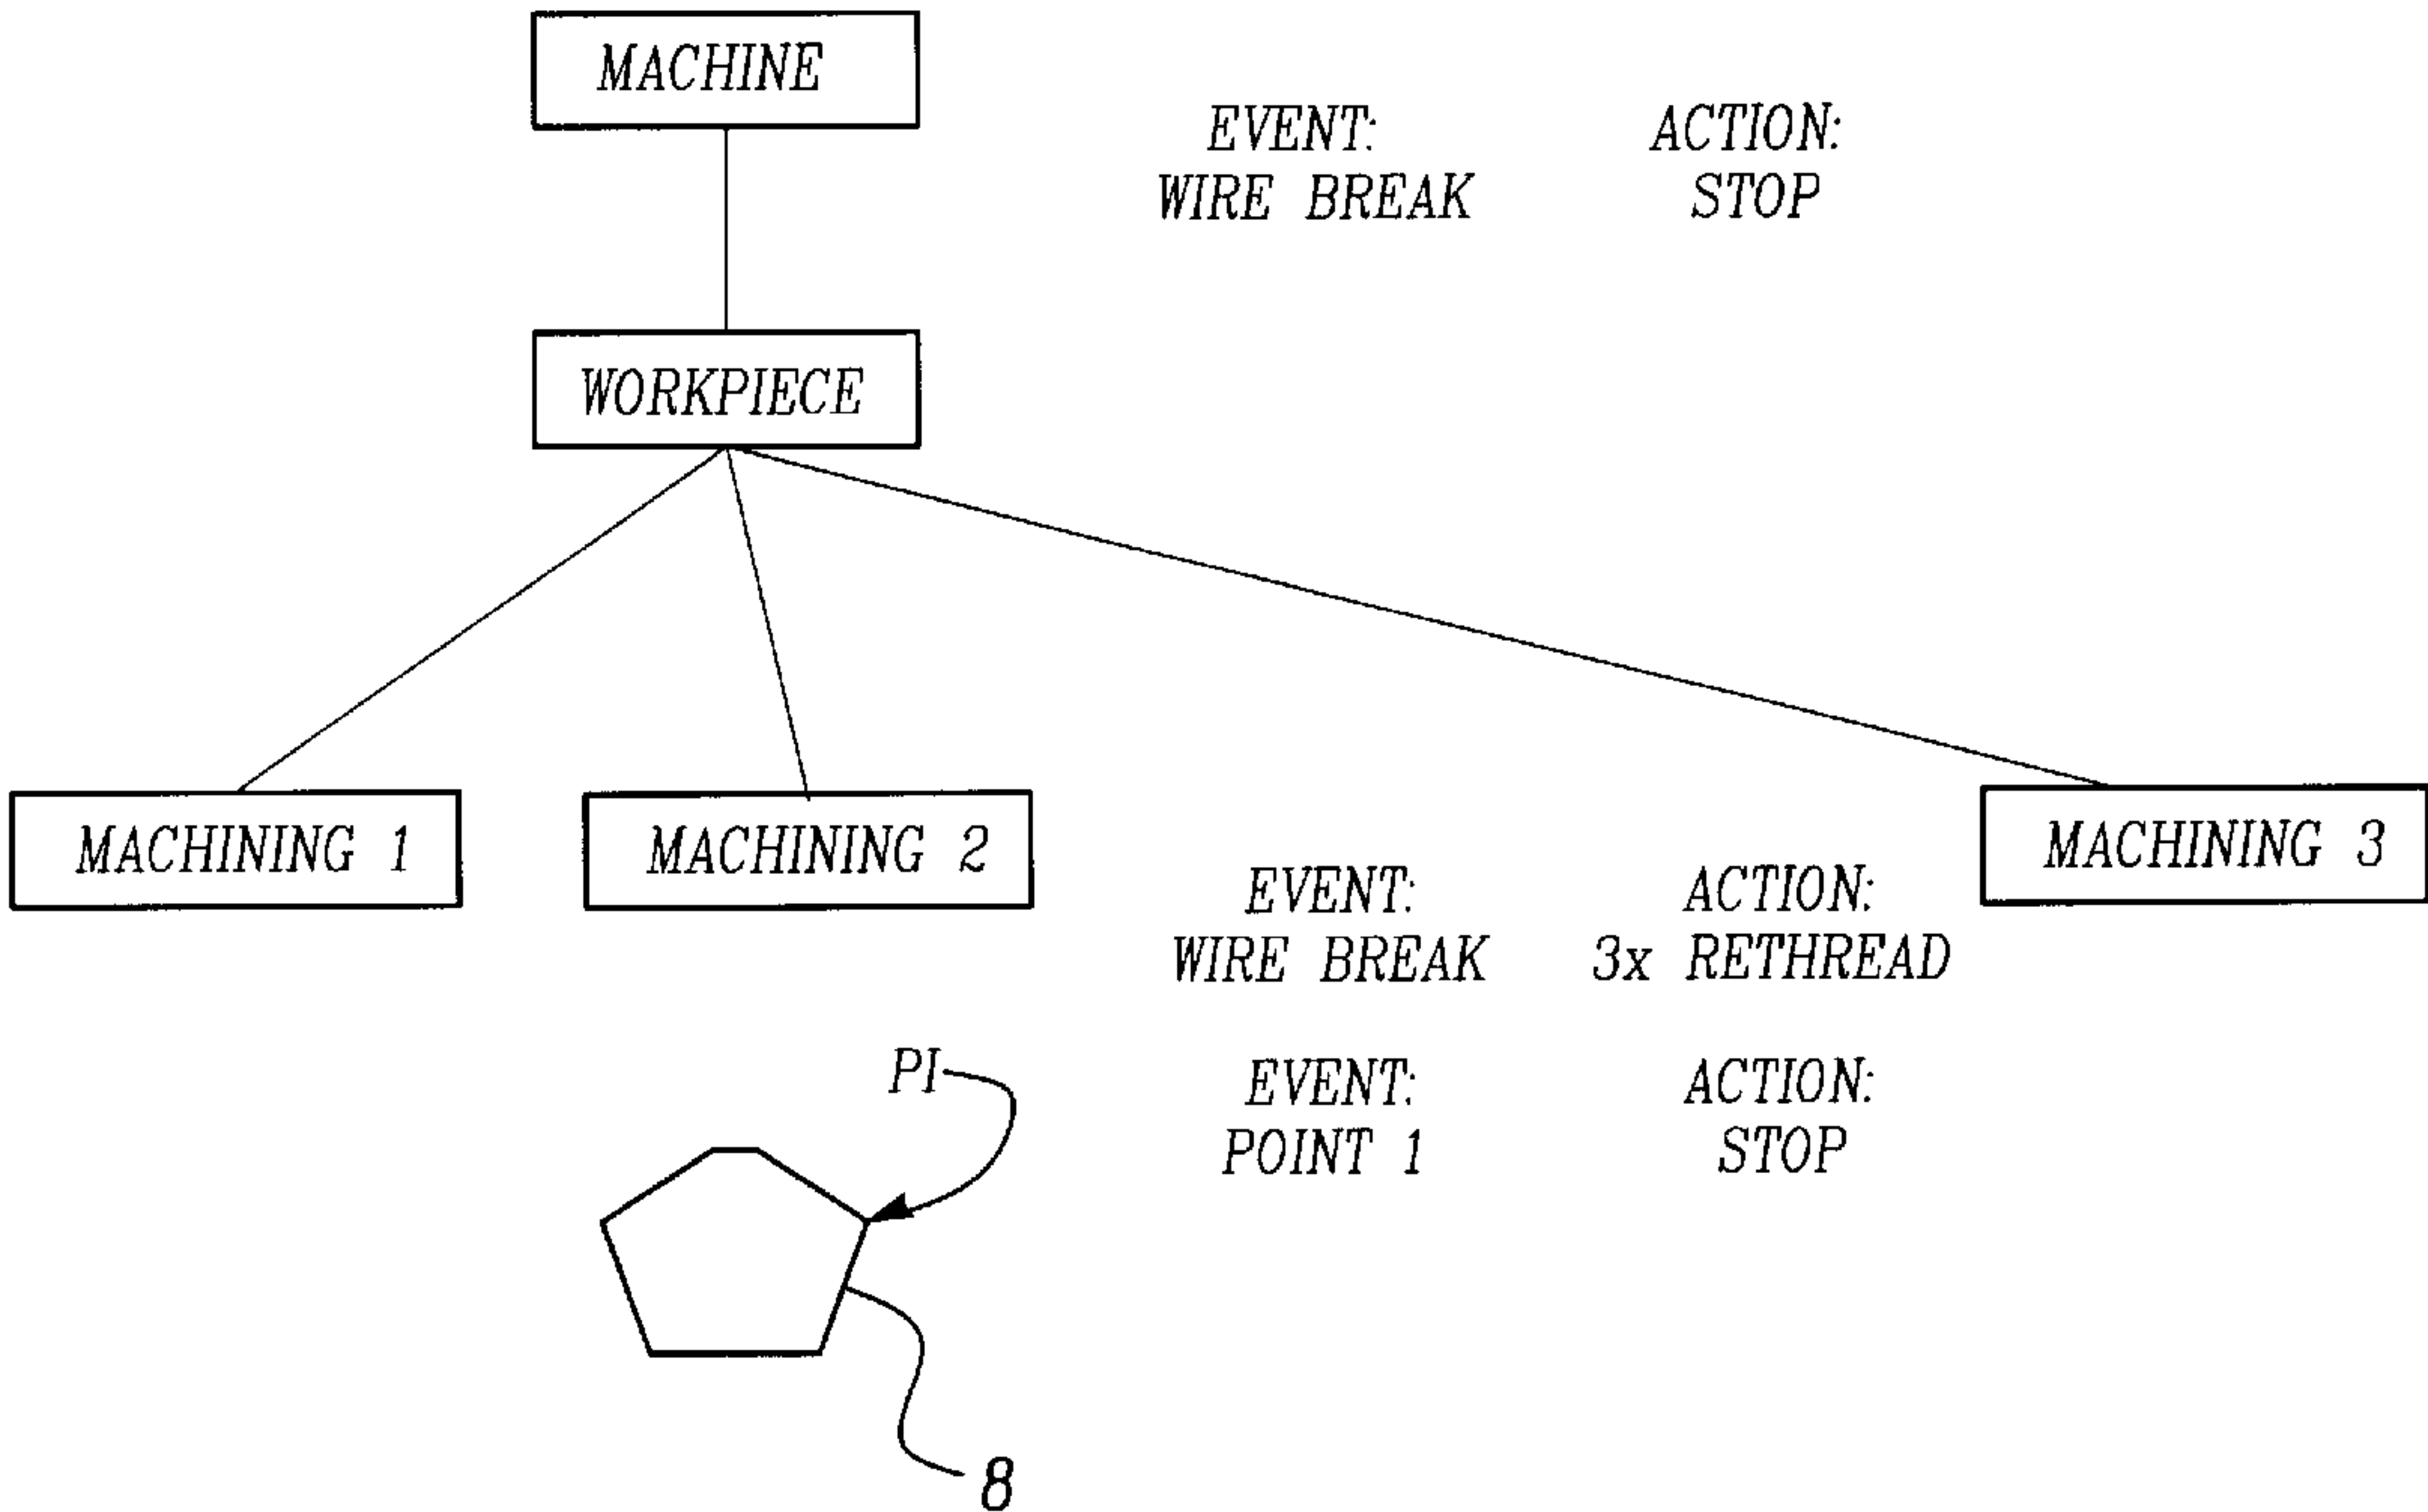 MACHINE
EVENT:
WIRE BREAK
ACTION:
STOP
WORKPIECE
MACHINING 1
MACHINING 2
MACHINING 3
EVENT:
WIRE BREAK
ACTION:
3x RETHREAD
PI
EVENT:
POINT 1
ACTION:
STOP
8